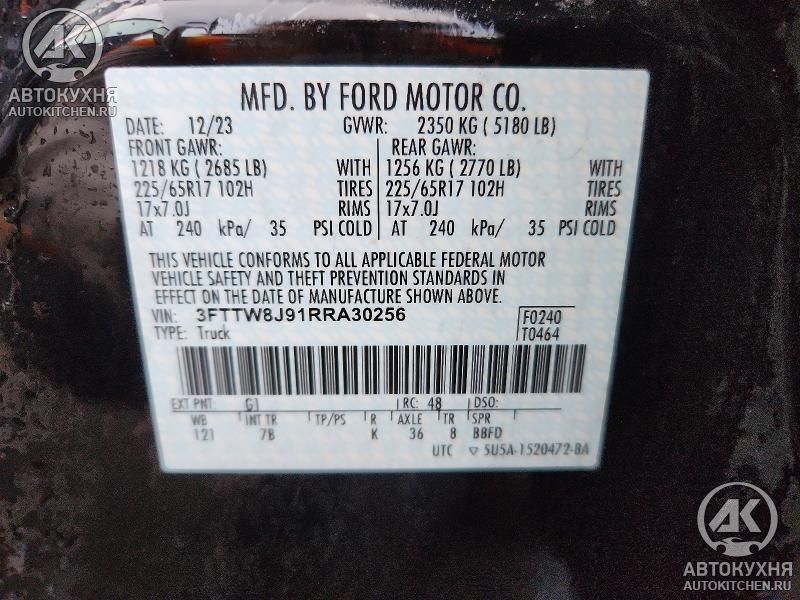 АК
АВТОКУХНЯ
AUTOKITCHEN.RU
MFD. BY FORD MOTOR CO.
DATE: 12/23 GVWR: 2350 KG ( 5180 LB)
FRONT GAWR: REAR GAWR:
1218 KG ( 2685 LB) WITH 1256 KG ( 2770 LB) WITH
225/65R17 102H TIRES 225/65R17 102H TIRES
17x7.0J RIMS 17x7.0J RIMS
AT 240 kPa/ 35 PSI COLD AT 240 kPa/ 35 PSI COLD
THIS VEHICLE CONFORMS TO ALL APPLICABLE FEDERAL MOTOR
VEHICLE SAFETY AND THEFT PREVENTION STANDARDS IN
EFFECT ON THE DATE OF MANUFACTURE SHOWN ABOVE.
VIN: 3FTTW8J91RRA30256 F0240
TYPE: Truck T0464
EXT PNT: G1 RC: 48 DSO:
WB INT TR TP/PS R AXLE TR SPR
121 7B K 36 8 BBFD
UTC ▽ 5U5A-1520472-BA
АК
АВТОКУХНЯ
AUTOKITCHEN.RU